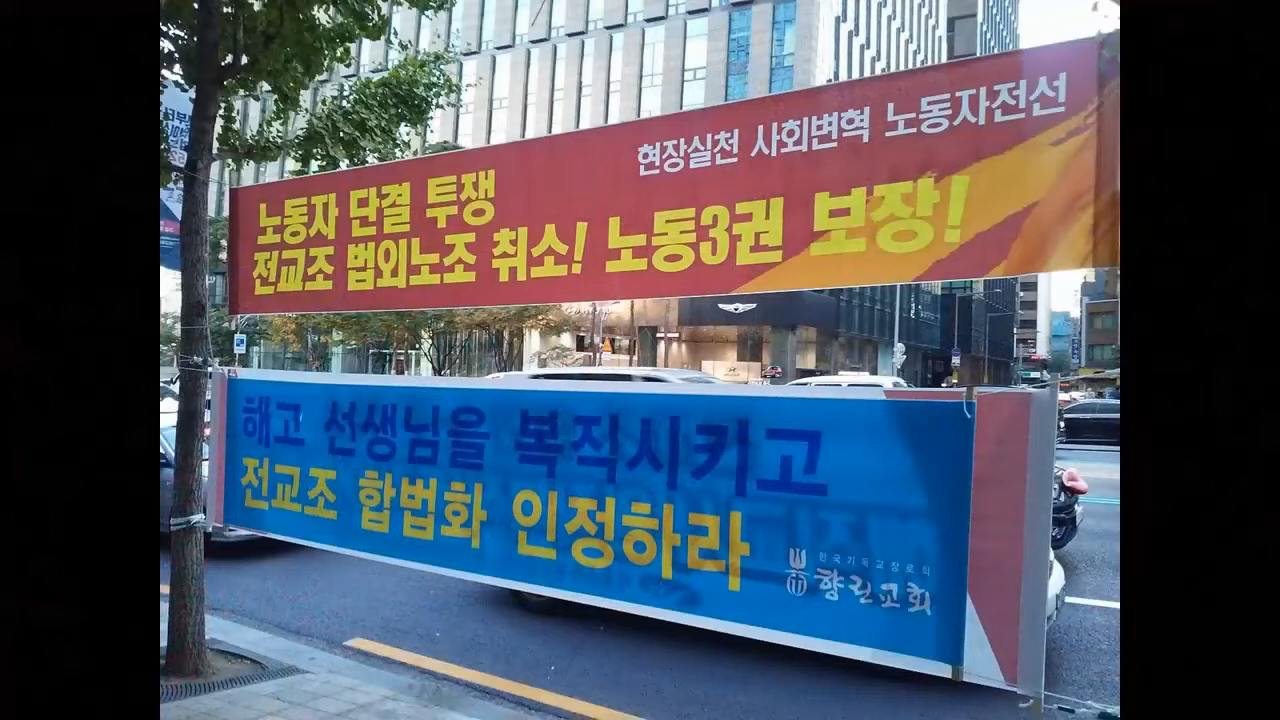 현장실천 사회변혁 노동자전선
노동자 단결 투쟁
전교조 법외노조 취소! 노동3권 보장!
해고 선생님을 복직시키고
전교조 합법화 인정하라
한국기독교장로회
향린교회